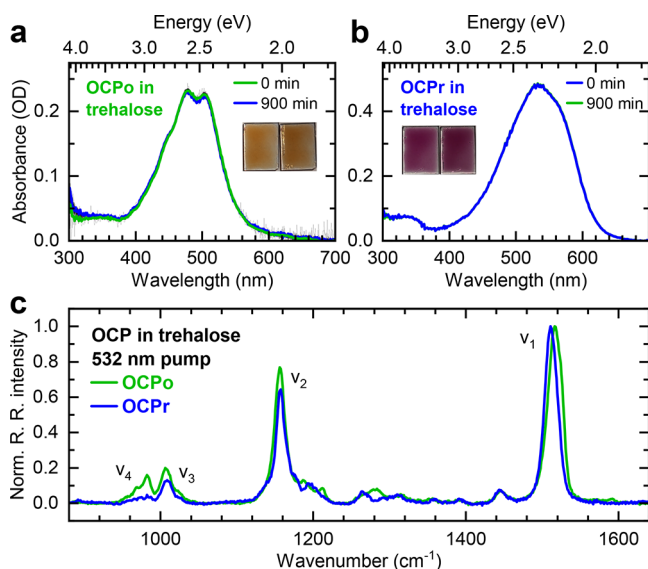 Energy (eV)
a
4.0 3.0 2.5 2.0
OCPo in
trehalose
0 min
900 min
0.2
0.1
0.0
Absorbance (OD)
300 400 500 600 700
Wavelength (nm)
Energy (eV)
b
4.0 3.0 2.5 2.0
OCPr in
trehalose
0 min
900 min
0.4
0.2
0.0
300 400 500 600
Wavelength (nm)
c
OCP in trehalose
532 nm pump
OCPo
OCPr
ν4
ν3
ν2
ν1
1.0
0.8
0.6
0.4
0.2
0.0
Norm. R. R. intensity
1000 1200 1400 1600
Wavenumber (cm⁻¹)